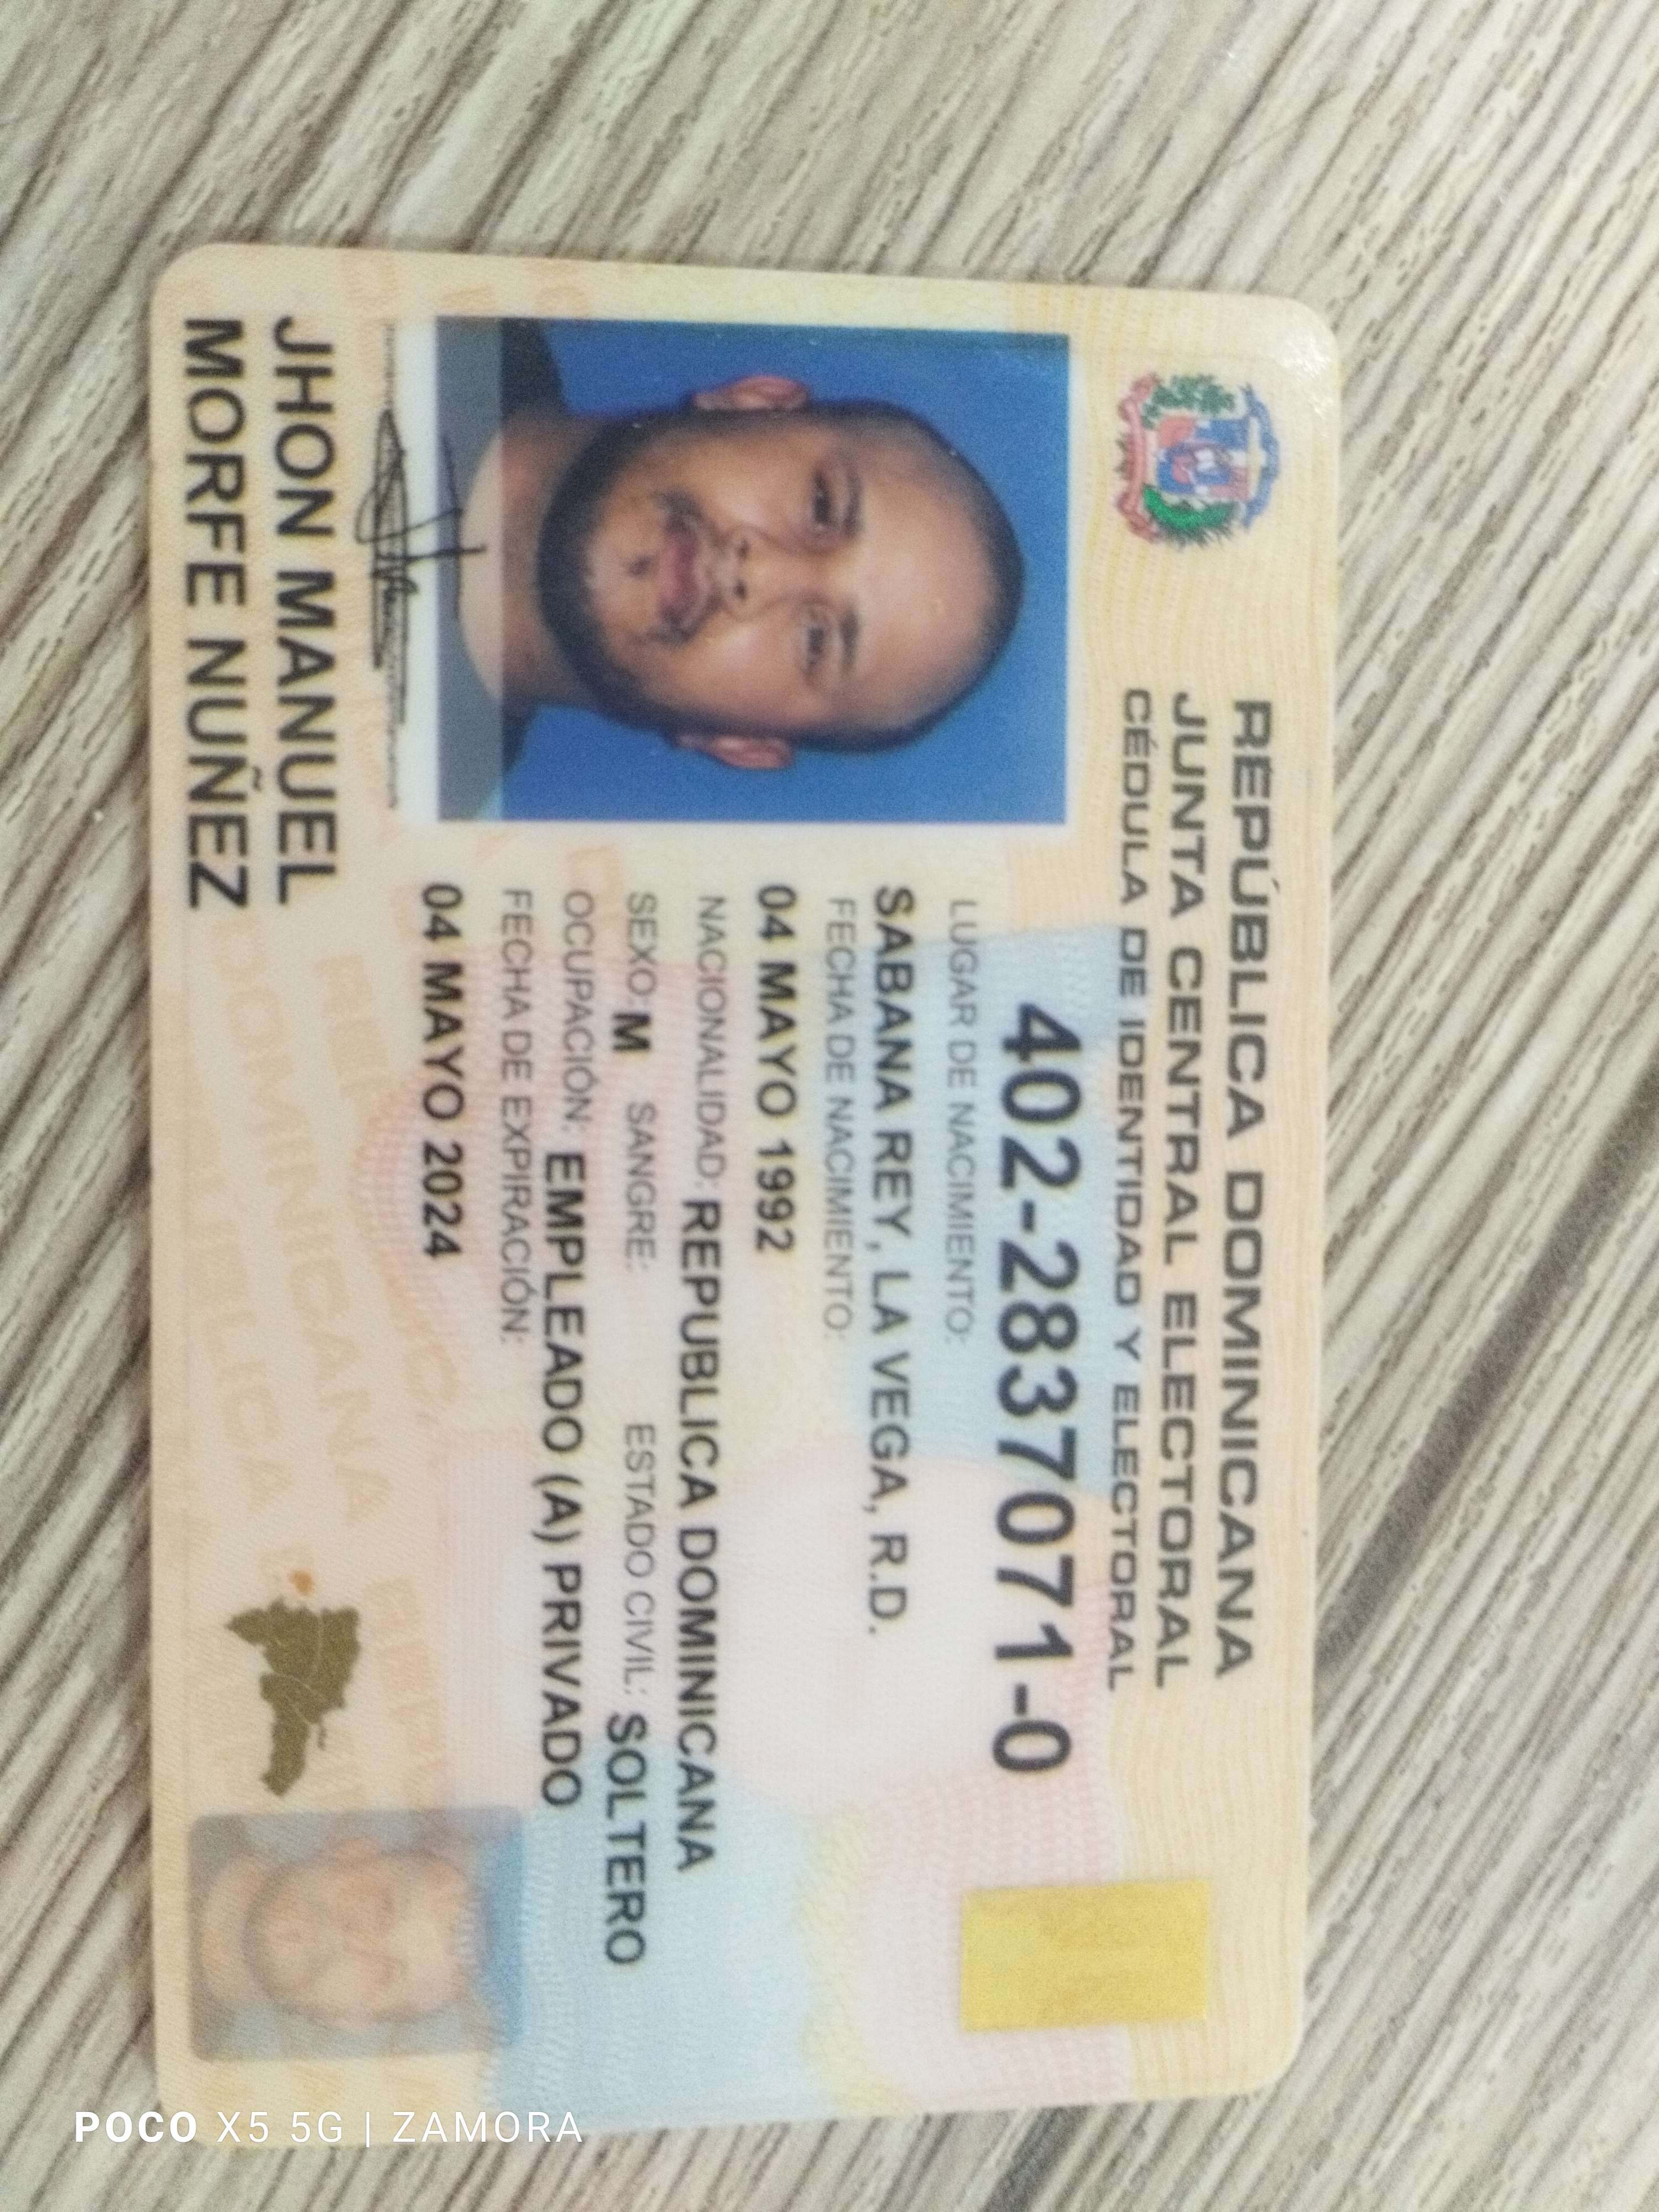 REPÚBLICA DOMINICANA
JUNTA CENTRAL ELECTORAL
CÉDULA DE IDENTIDAD Y ELECTORAL
402-2837071-0
LUGAR DE NACIMIENTO:
SABANA REY, LA VEGA, R.D.
FECHA DE NACIMIENTO:
04 MAYO 1992
NACIONALIDAD: REPUBLICA DOMINICANA
SEXO: M SANGRE: ESTADO CIVIL: SOLTERO
OCUPACIÓN: EMPLEADO (A) PRIVADO
FECHA DE EXPIRACIÓN:
04 MAYO 2024
JHON MANUEL
MORFE NUÑEZ
POCO X5 5G | ZAMORA